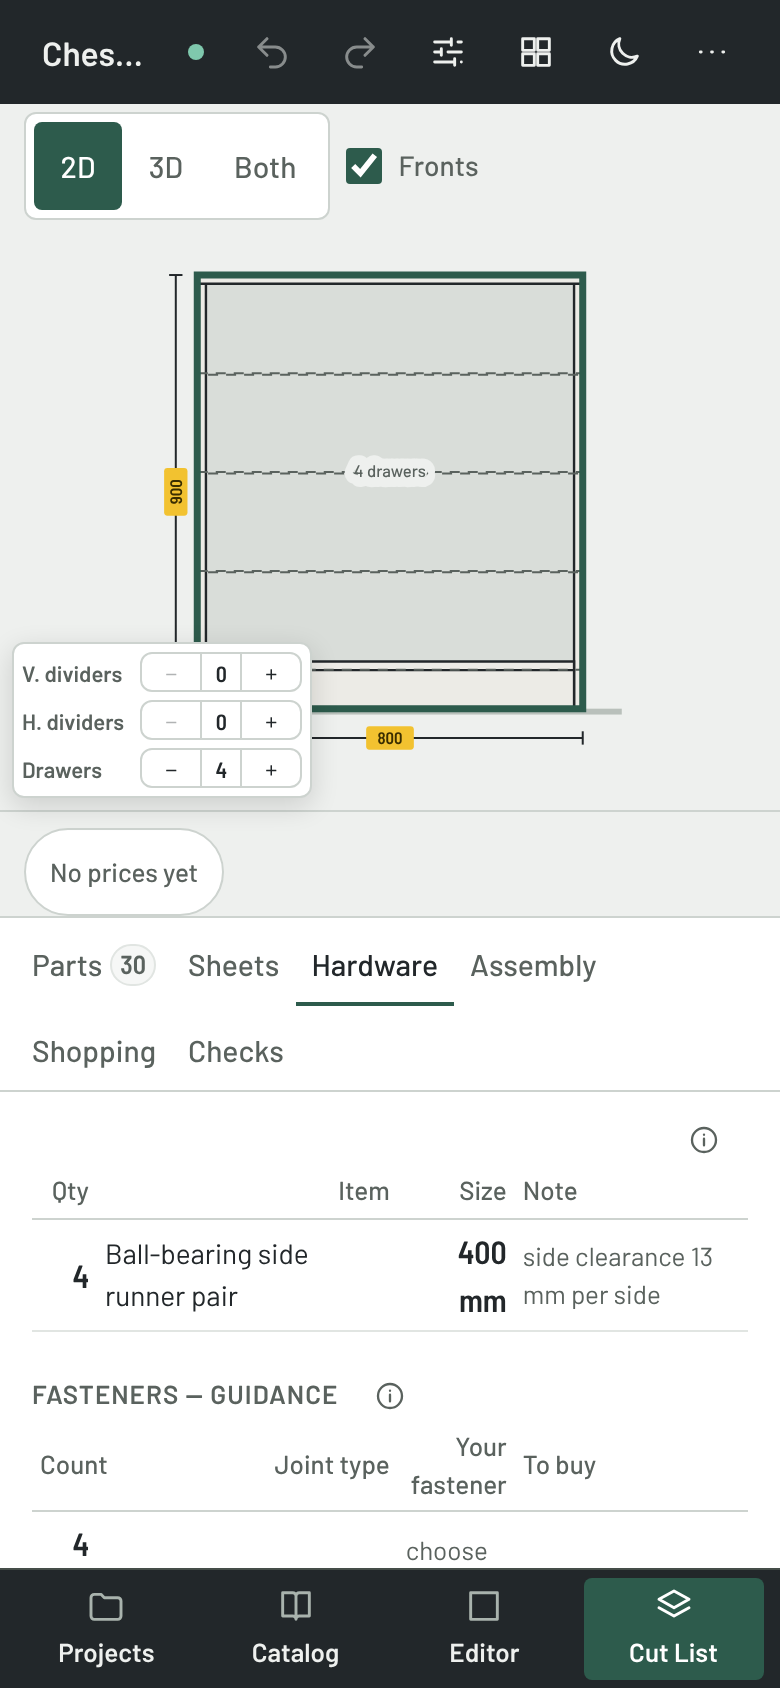 Ches...
2D 3D Both Fronts
4 drawers
900
V. dividers − 0 +
H. dividers − 0 +
Drawers − 4 +
800
No prices yet
Parts 30 Sheets Hardware Assembly
Shopping Checks
Qty Item Size Note
4 Ball-bearing side runner pair 400 mm side clearance 13 mm per side
FASTENERS — GUIDANCE
Count Joint type Your fastener To buy
4 choose
Projects Catalog Editor Cut List